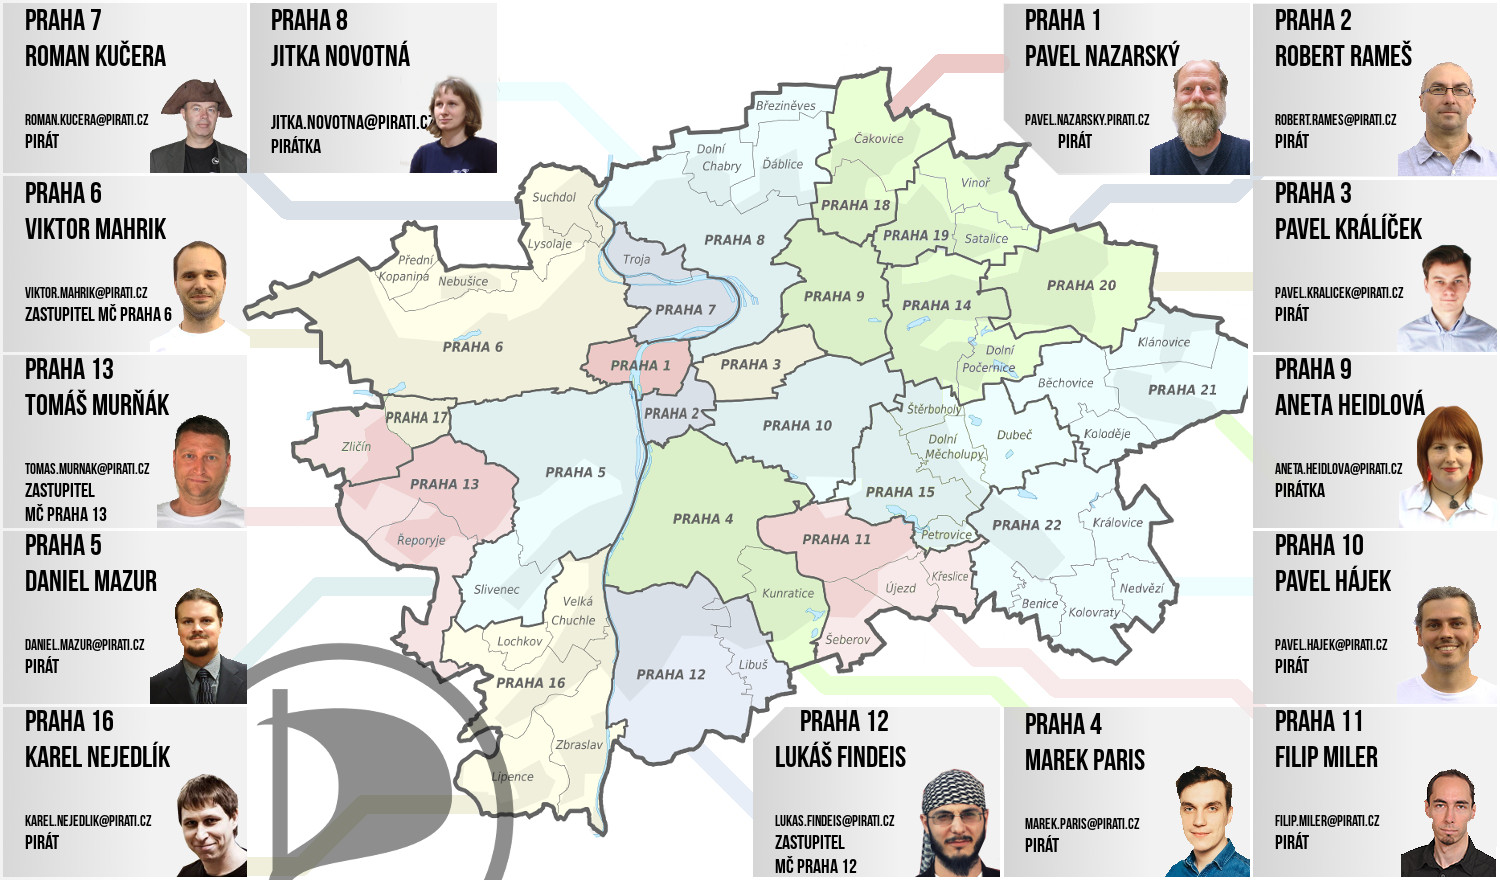 PRAHA 7
ROMAN KUČERA
ROMAN.KUCERA@PIRATI.CZ
PIRÁT
PRAHA 8
JITKA NOVOTNÁ
JITKA.NOVOTNA@PIRATI.CZ
PIRÁTKA
PRAHA 1
PAVEL NAZARSKÝ
PAVEL.NAZARSKY.PIRATI.CZ
PIRÁT
PRAHA 2
ROBERT RAMEŠ
ROBERT.RAMES@PIRATI.CZ
PIRÁT
PRAHA 6
VIKTOR MAHRIK
VIKTOR.MAHRIK@PIRATI.CZ
ZASTUPITEL MČ PRAHA 6
PRAHA 3
PAVEL KRÁLÍČEK
PAVEL.KRALICEK@PIRATI.CZ
PIRÁT
PRAHA 13
TOMÁŠ MURŇÁK
TOMAS.MURNAK@PIRATI.CZ
ZASTUPITEL
MČ PRAHA 13
PRAHA 9
ANETA HEIDLOVÁ
ANETA.HEIDLOVA@PIRATI.CZ
PIRÁTKA
PRAHA 5
DANIEL MAZUR
DANIEL.MAZUR@PIRATI.CZ
PIRÁT
PRAHA 10
PAVEL HÁJEK
PAVEL.HAJEK@PIRATI.CZ
PIRÁT
PRAHA 16
KAREL NEJEDLÍK
KAREL.NEJEDLIK@PIRATI.CZ
PIRÁT
PRAHA 12
LUKÁŠ FINDEIS
LUKAS.FINDEIS@PIRATI.CZ
ZASTUPITEL
MČ PRAHA 12
PRAHA 4
MAREK PARIS
MAREK.PARIS@PIRATI.CZ
PIRÁT
PRAHA 11
FILIP MILER
FILIP.MILER@PIRATI.CZ
PIRÁT
Březiněves
Čakovice
Dolní
Chabry
Ďáblice
Vinoř
Suchdol
PRAHA 18
Lysolaje
PRAHA 8
PRAHA 19
Satalice
Přední
Kopanina
Nebušice
Troja
PRAHA 20
PRAHA 9
PRAHA 14
PRAHA 7
PRAHA 6
Klánovice
Dolní
Počernice
PRAHA 1
PRAHA 3
Běchovice
PRAHA 21
PRAHA 17
PRAHA 2
Štěrboholy
PRAHA 10
Dubeč
Koloděje
Zličín
Dolní
Měcholupy
PRAHA 5
PRAHA 13
PRAHA 15
PRAHA 4
PRAHA 22
Královice
Petrovice
PRAHA 11
Řeporyje
Křeslice
Újezd
Nedvězí
Slivenec
Kunratice
Velká
Chuchle
Benice
Kolovraty
Lochkov
Šeberov
Libuš
PRAHA 12
PRAHA 16
Zbraslav
Lipence